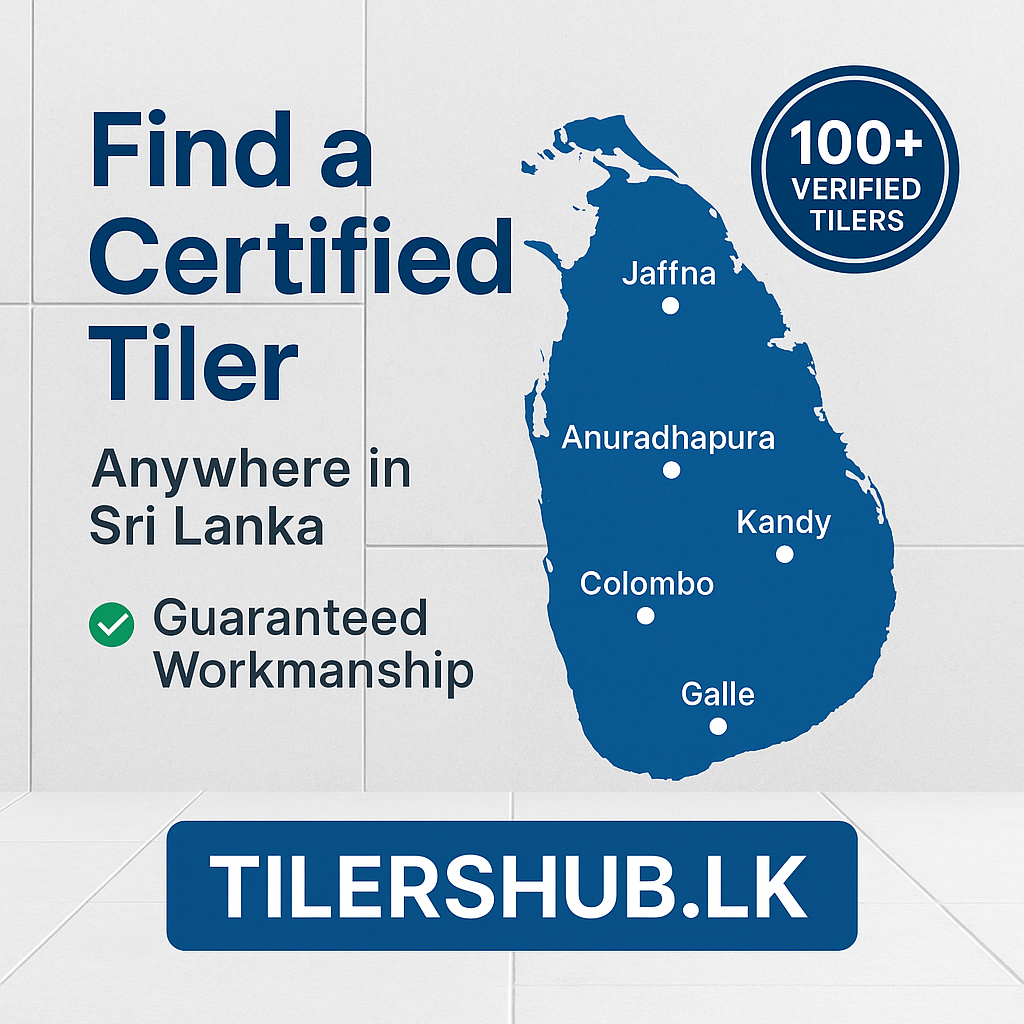 Find a
Certified
Tiler
Anywhere in
Sri Lanka
Guaranteed
Workmanship
100+
VERIFIED
TILERS
Jaffna
Anuradhapura
Kandy
Colombo
Galle
TILERSHUB.LK